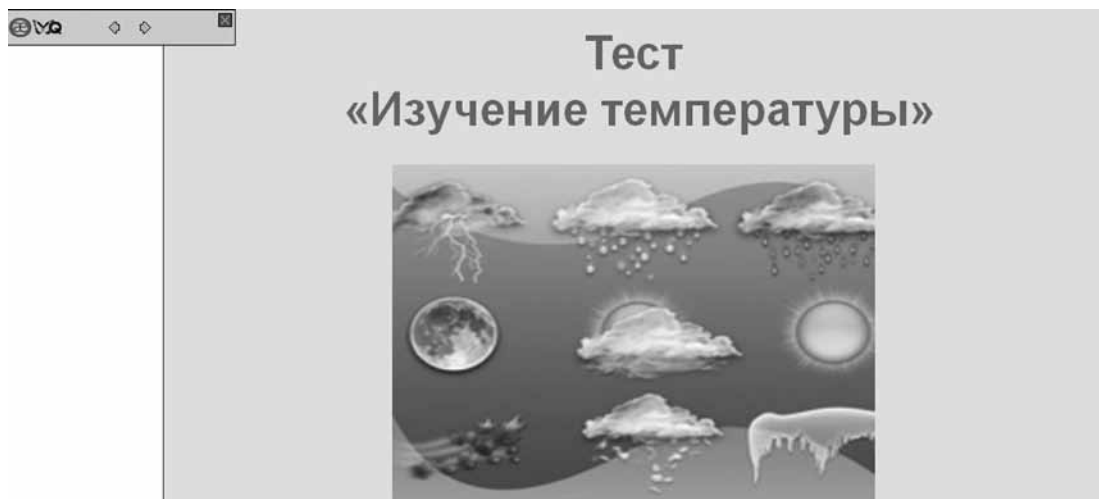 Тест
«Изучение температуры»